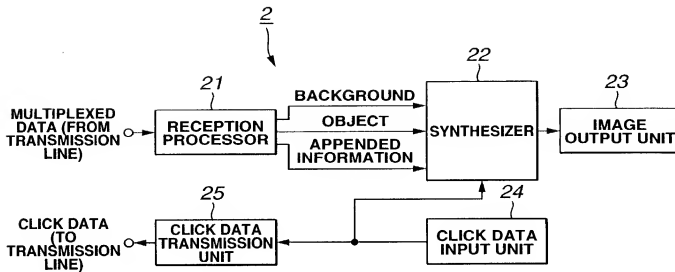 2
21
22
23
MULTIPLEXED
DATA (FROM
TRANSMISSION
LINE)
RECEPTION
PROCESSOR
BACKGROUND
OBJECT
APPENDED
INFORMATION
SYNTHESIZER
IMAGE
OUTPUT UNIT
25
24
CLICK DATA
(TO
TRANSMISSION
LINE)
CLICK DATA
TRANSMISSION
UNIT
CLICK DATA
INPUT UNIT